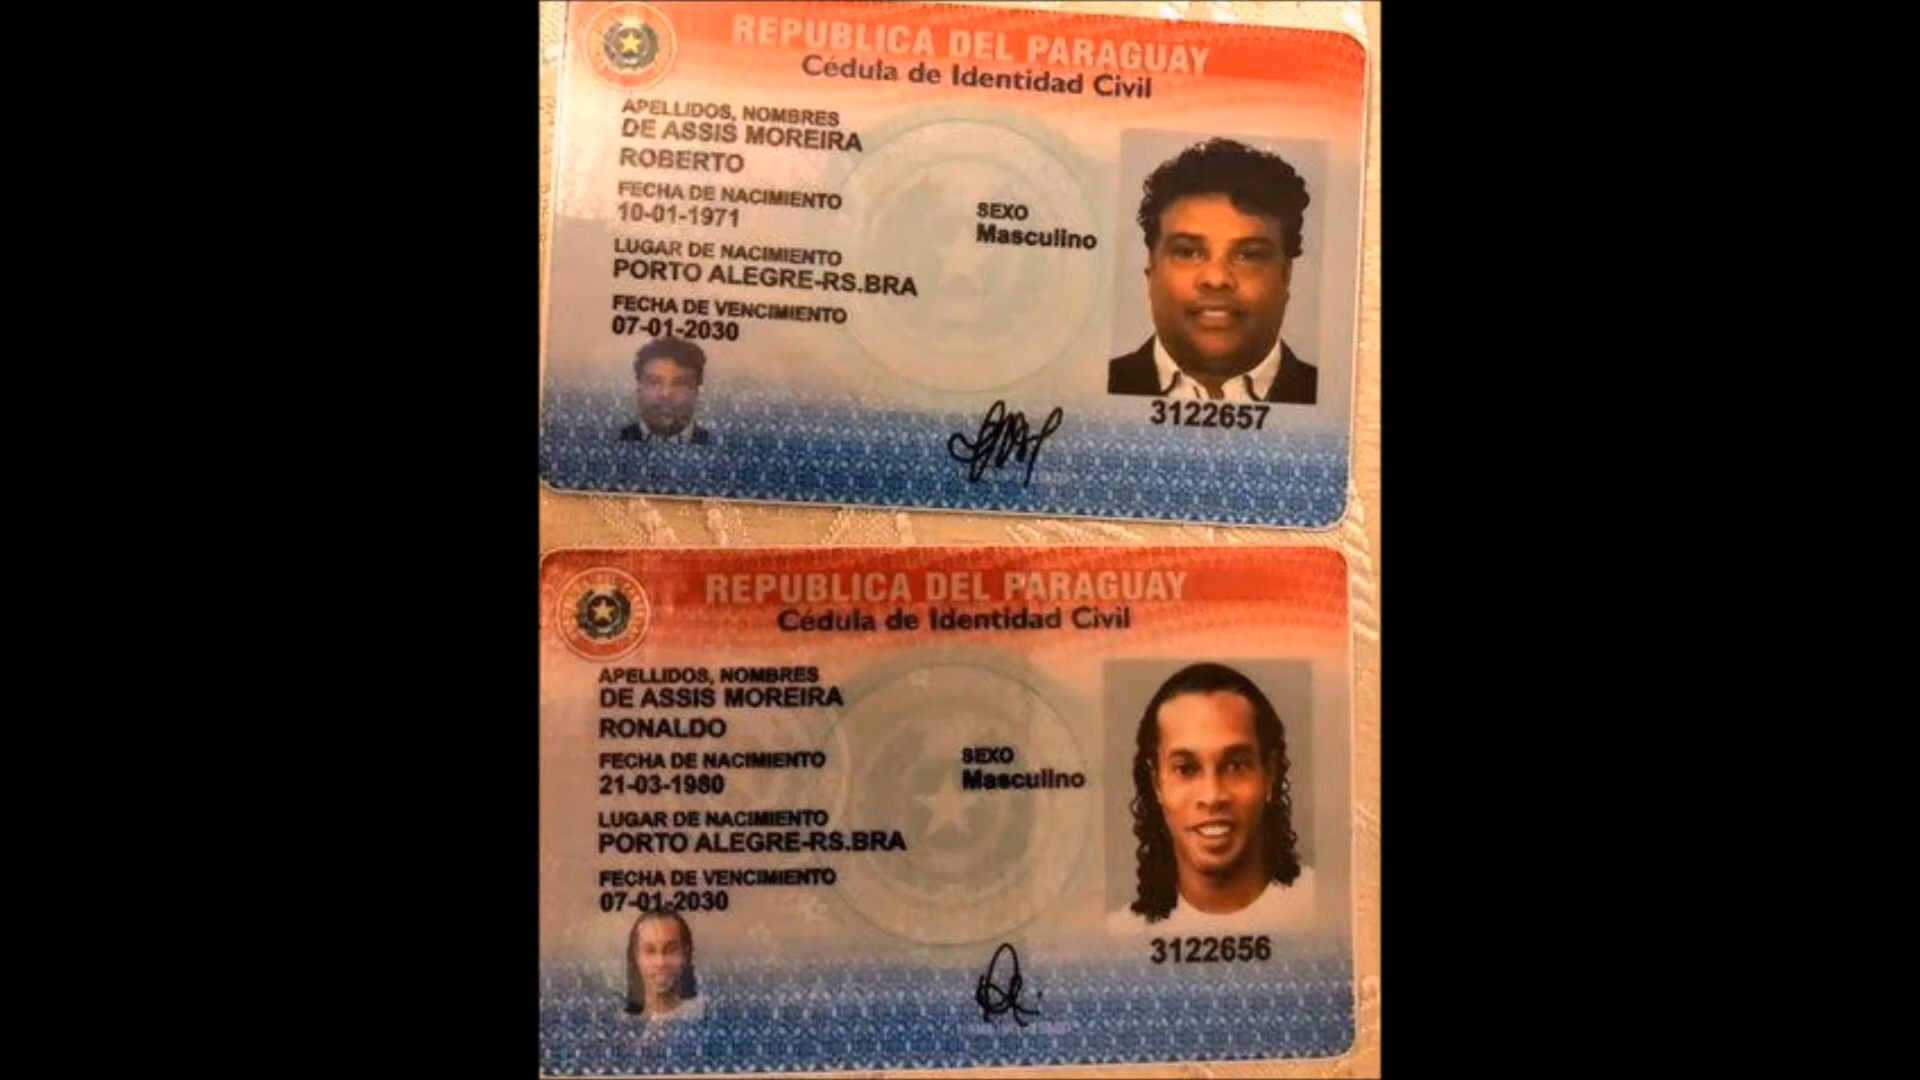 REPUBLICA DEL PARAGUAY
Cédula de Identidad Civil
APELLIDOS, NOMBRES
DE ASSIS MOREIRA
ROBERTO
FECHA DE NACIMIENTO
10-01-1971
SEXO
Masculino
LUGAR DE NACIMIENTO
PORTO ALEGRE-RS.BRA
FECHA DE VENCIMIENTO
07-01-2030
3122657
REPUBLICA DEL PARAGUAY
Cédula de Identidad Civil
APELLIDOS, NOMBRES
DE ASSIS MOREIRA
RONALDO
FECHA DE NACIMIENTO
21-03-1980
SEXO
Masculino
LUGAR DE NACIMIENTO
PORTO ALEGRE-RS.BRA
FECHA DE VENCIMIENTO
07-01-2030
3122656